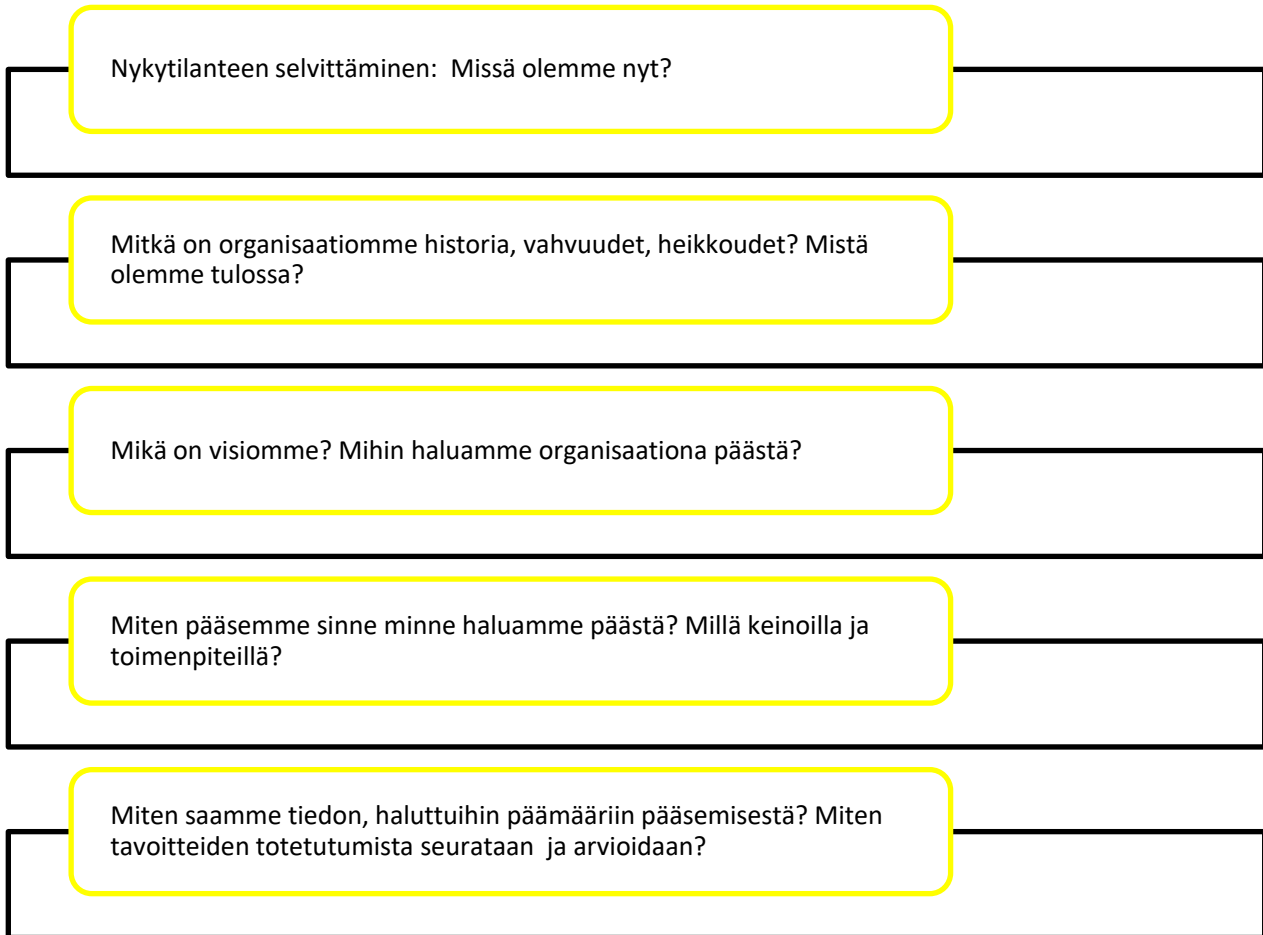 Nykytilanteen selvittäminen:  Missä olemme nyt?
Mitkä on organisaatiomme historia, vahvuudet, heikkoudet? Mistä
olemme tulossa?
Mikä on visiomme? Mihin haluamme organisaationa päästä?
Miten pääsemme sinne minne haluamme päästä? Millä keinoilla ja
toimenpiteillä?
Miten saamme tiedon, haluttuihin päämääriin pääsemisestä? Miten
tavoitteiden totetutumista seurataan  ja arvioidaan?